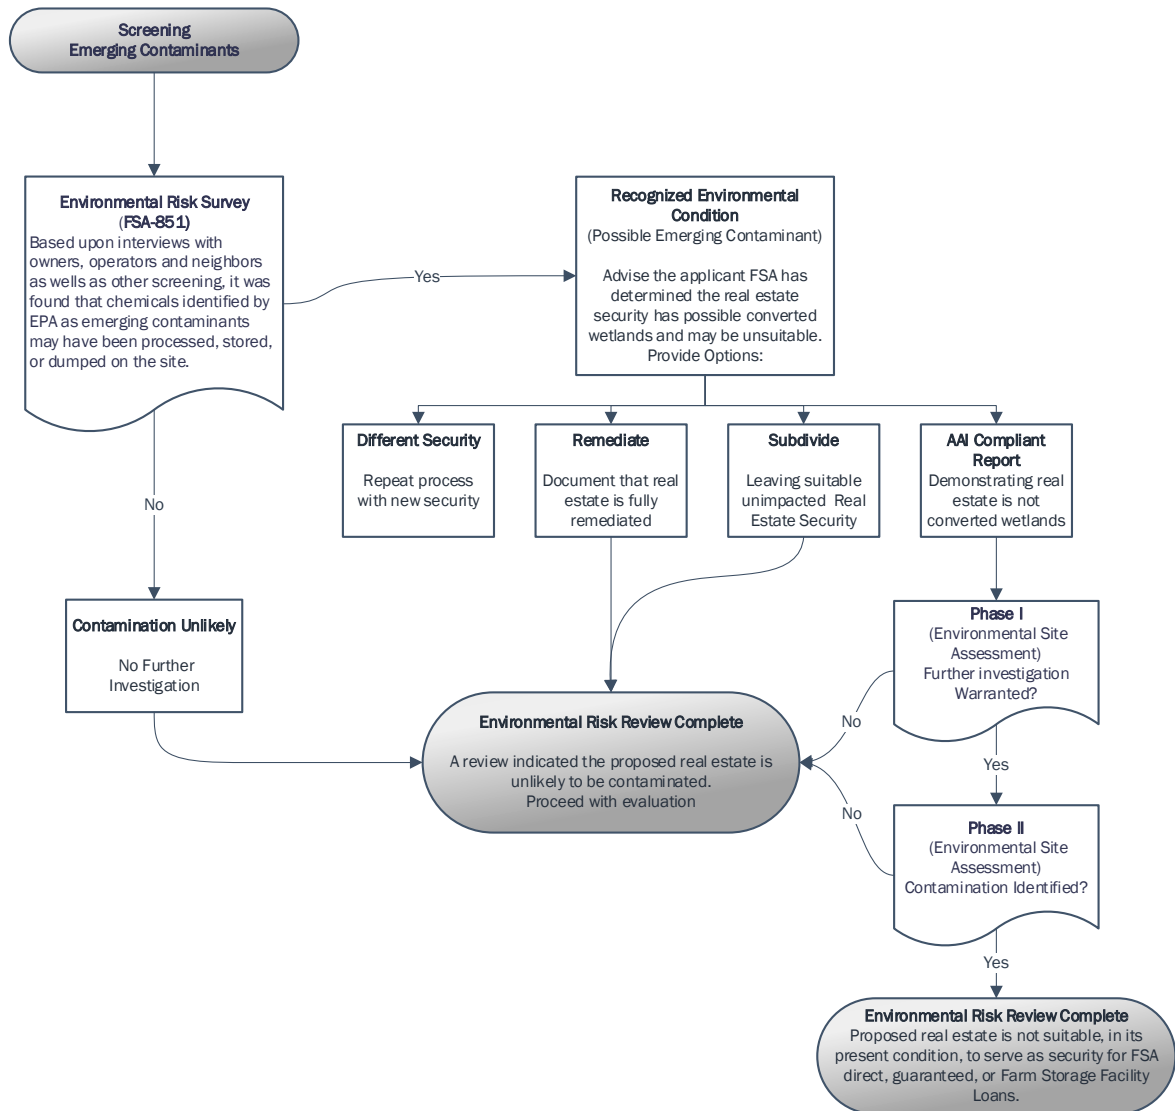 Screening
Emerging Contaminants
Environmental Risk Survey
(FSA-851)
Based upon interviews with
owners, operators and neighbors
as wells as other screening, it was
found that chemicals identified by
EPA as emerging contaminants
may have been processed, stored,
or dumped on the site.
Yes
Recognized Environmental
Condition
(Possible Emerging Contaminant)
Advise the applicant FSA has
determined the real estate
security has possible converted
wetlands and may be unsuitable.
Provide Options:
Different Security
Repeat process
with new security
Remediate
Document that real
estate is fully
remediated
Subdivide
Leaving suitable
unimpacted Real
Estate Security
AAI Compliant
Report
Demonstrating real
estate is not
converted wetlands
No
Contamination Unlikely
No Further
Investigation
Phase I
(Environmental Site
Assessment)
Further investigation
Warranted?
No
Yes
Environmental Risk Review Complete
A review indicated the proposed real estate is
unlikely to be contaminated.
Proceed with evaluation
No
Phase II
(Environmental Site
Assessment)
Contamination Identified?
Yes
Environmental Risk Review Complete
Proposed real estate is not suitable, in its
present condition, to serve as security for FSA
direct, guaranteed, or Farm Storage Facility
Loans.